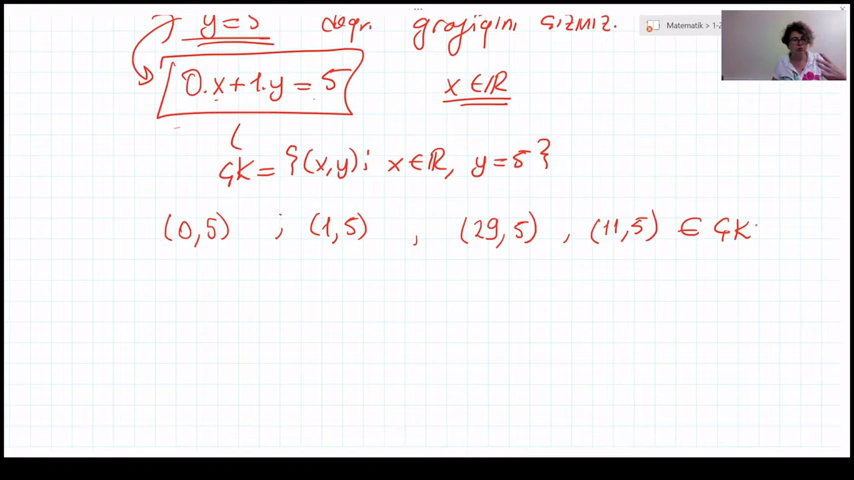 y=5 doğr. grafiğini çiziniz.
Matematik > 1-2
0.x+1.y=5 x∈ℝ
ÇK={(x,y); x∈ℝ, y=5}
(0,5) ; (1,5) , (29,5) , (11,5) ∈ ÇK.